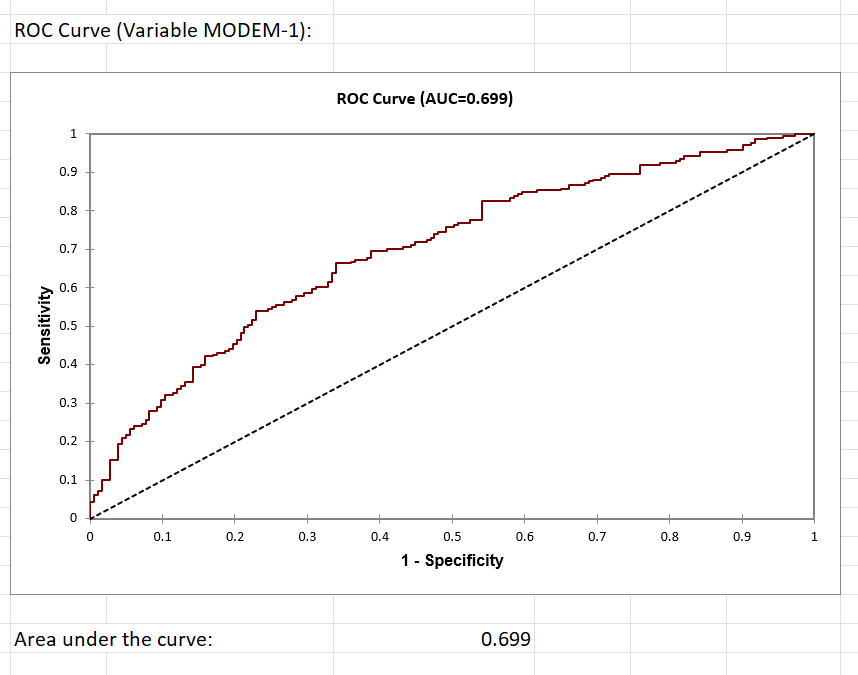 ROC Curve (Variable MODEM-1):
ROC Curve (AUC=0.699)
1
0.9
0.8
0.7
0.6
0.5
0.4
0.3
0.2
0.1
0
Sensitivity
0 0.1 0.2 0.3 0.4 0.5 0.6 0.7 0.8 0.9 1
1 - Specificity
Area under the curve: 0.699